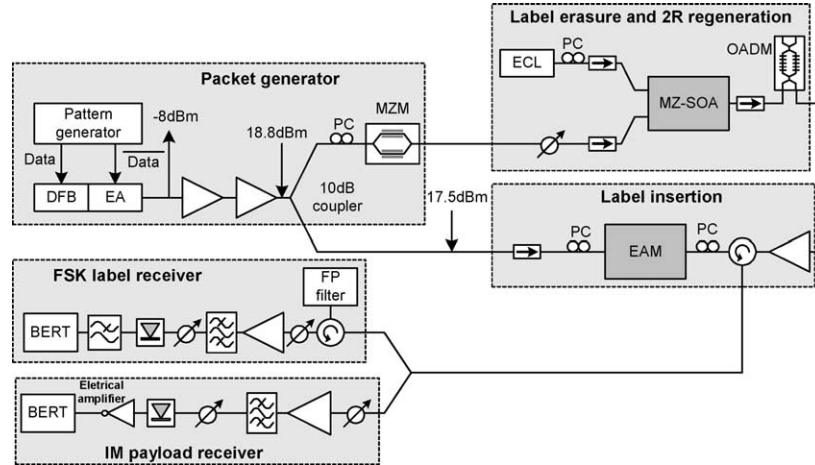 Label erasure and 2R regeneration
OADM
PC
ECL
MZ-SOA
Packet generator
Pattern
generator
-8dBm
18.8dBm
PC
MZM
Data
Data
DFB
EA
10dB
coupler
17.5dBm
Label insertion
PC
EAM
PC
FSK label receiver
FP
filter
BERT
Eletrical
amplifier
BERT
IM payload receiver